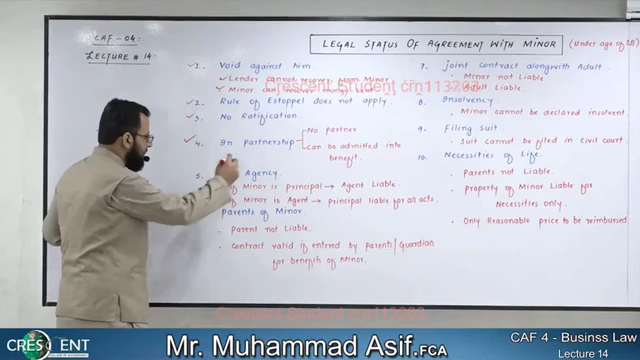 CAF-04:
LECTURE # 14:
LEGAL STATUS OF AGREEMENT WITH MINOR (Under age of 18)
1. Void against him
Lender cannot recover from Minor
Minor can recover
2. Rule of Estoppel does not apply.
3. No Ratification
4. In partnership
No Partner
Can be admitted into
benefit.
5. Agency.
If Minor is principal → Agent Liable.
If Minor is Agent → principal liable for all acts.
Parents of Minor.
Parent not Liable.
Contract valid if entered by parents/Guardian
for benefit of Minor.
7. Joint contract alongwith Adult
Minor not Liable
Adult Liable
8. Insolvency
Minor cannot be declared insolvent.
9. Filing Suit
Suit cannot be filed in Civil court.
10. Necessities of Life.
Parents not Liable.
Property of Minor Liable for
Necessities only.
Only Reasonable price to be reimbursed.
Crescent Student crn113283
Crescent Student crn113283
CRESCENT
Mr. Muhammad Asif.FCA
CAF 4 - Businss Law
Lecture 14